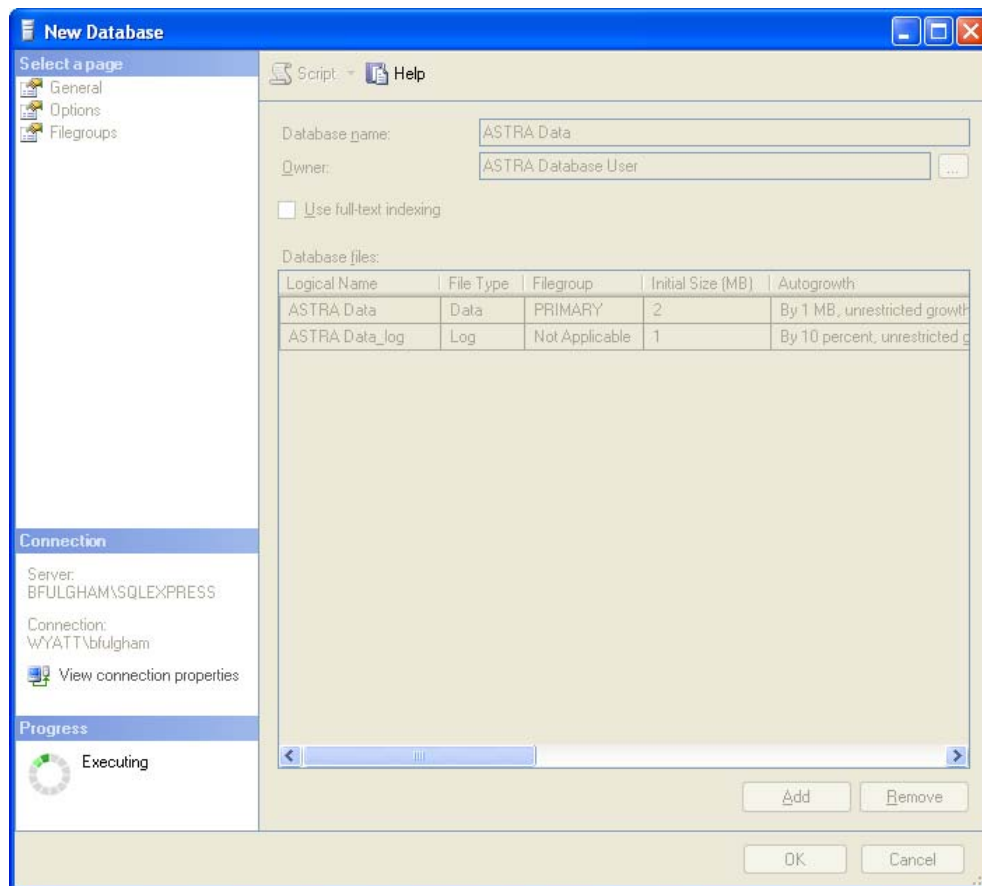 New Database
Select a page
General
Options
Filegroups
Script Help
Database name: ASTRA Data
Owner: ASTRA Database User ...
Use full-text indexing
Database files:
Logical Name File Type Filegroup Initial Size (MB) Autogrowth
ASTRA Data Data PRIMARY 2 By 1 MB, unrestricted growth
ASTRA Data_log Log Not Applicable 1 By 10 percent, unrestricted g
Connection
Server:
BFULGHAM\SQLEXPRESS
Connection:
WYATT\bfulgham
View connection properties
Progress
Executing
Add Remove
OK Cancel